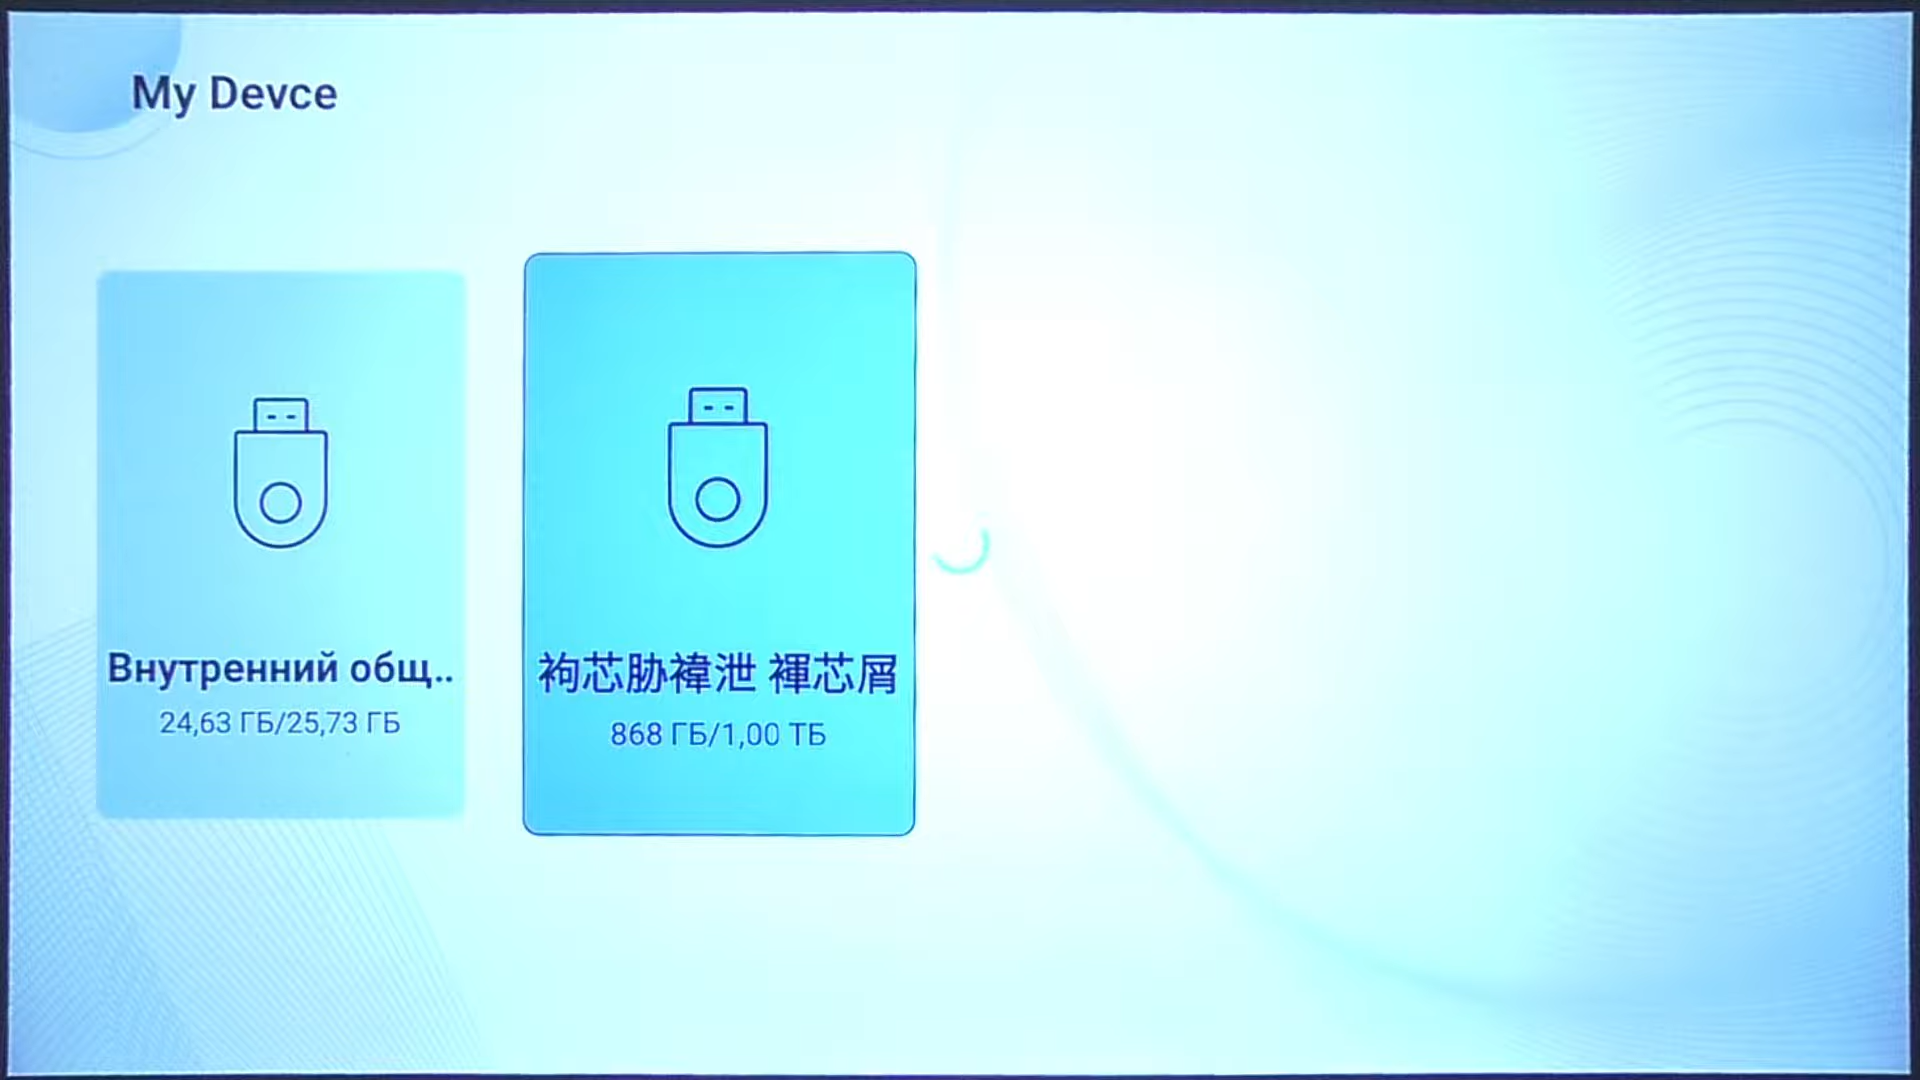 My Devce
Внутренний общ..
24,63 ГБ/25,73 ГБ
袧芯胁褘泄 褌芯屑
868 ГБ/1,00 ТБ